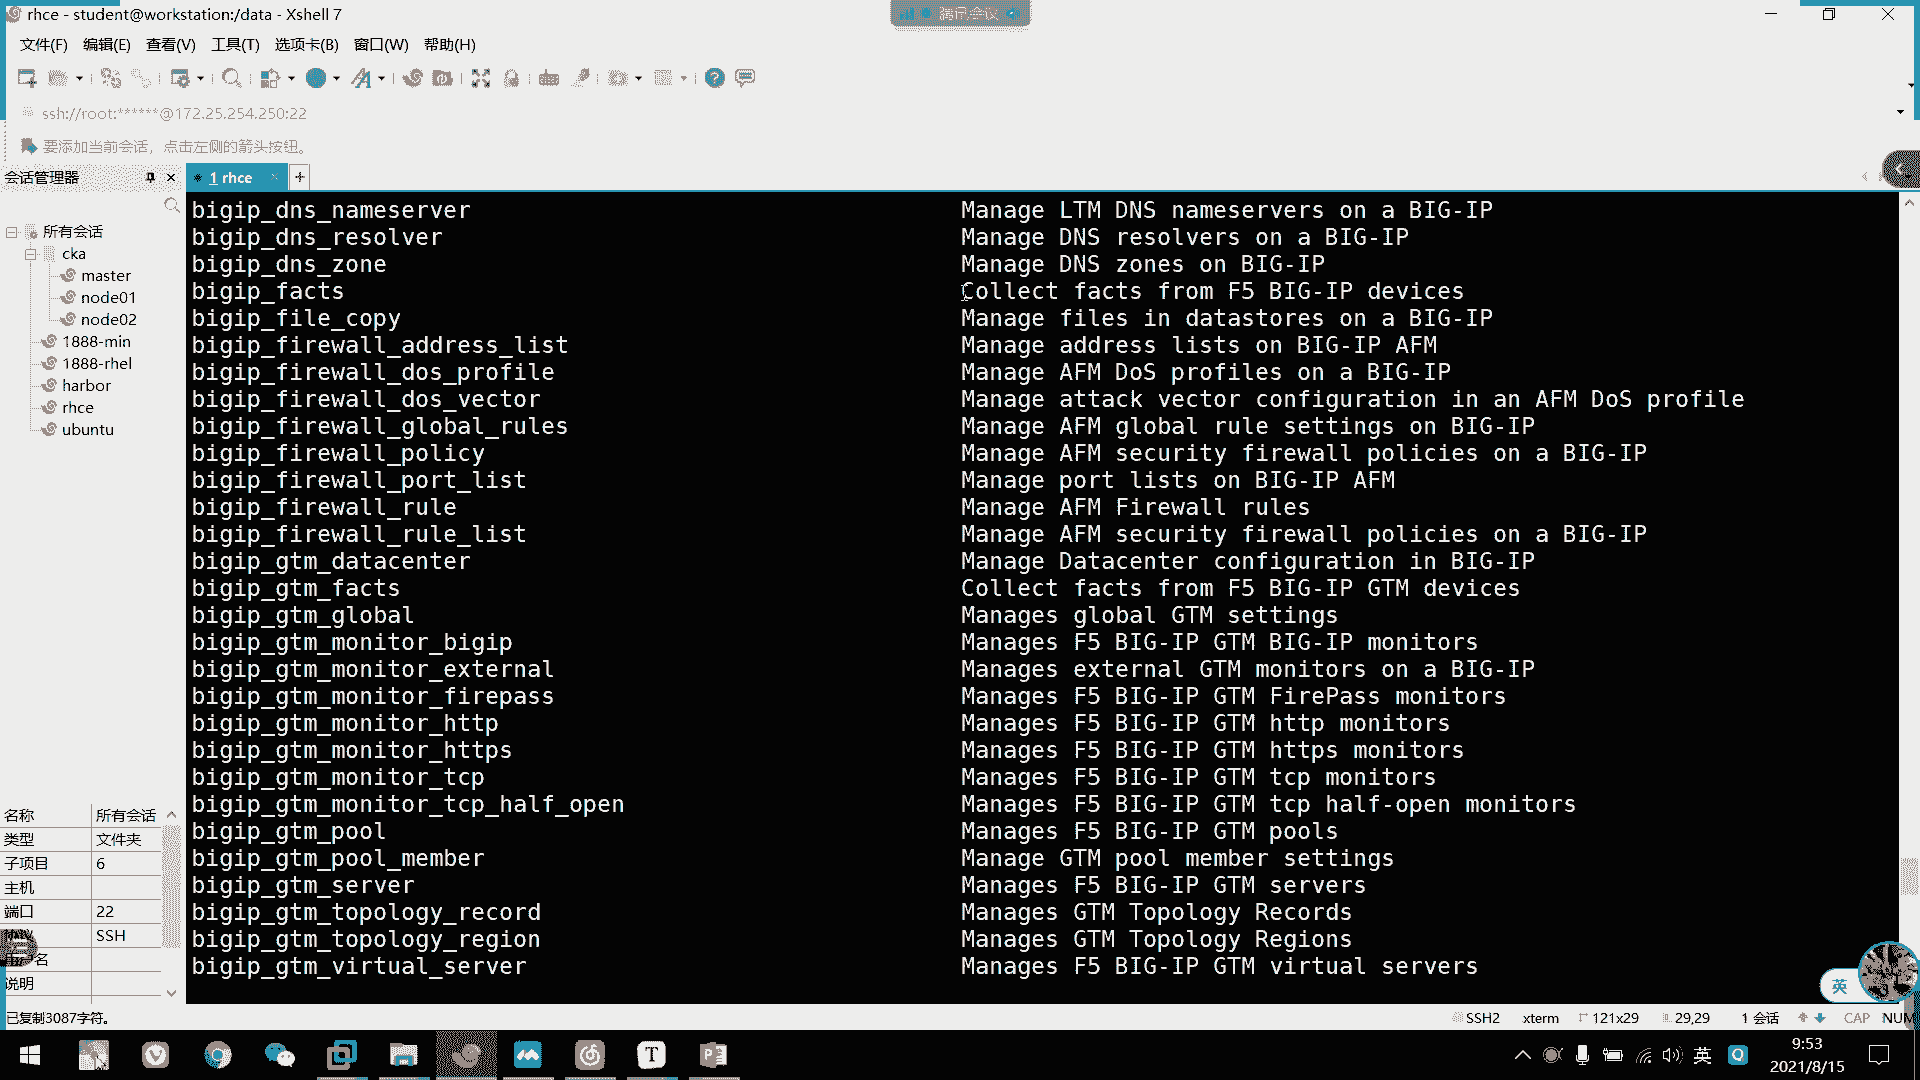 rhce - student@workstation:/data - Xshell 7
腾讯会议
文件(F) 编辑(E) 查看(V) 工具(T) 选项卡(B) 窗口(W) 帮助(H)
ssh://root:******@172.25.254.250:22
要添加当前会话，点击左侧的箭头按钮。
会话管理器
1 rhce
所有会话
cka
master
node01
node02
1888-min
1888-rhel
harbor
rhce
ubuntu
bigip_dns_nameserver Manage LTM DNS nameservers on a BIG-IP
bigip_dns_resolver Manage DNS resolvers on a BIG-IP
bigip_dns_zone Manage DNS zones on BIG-IP
bigip_facts Collect facts from F5 BIG-IP devices
bigip_file_copy Manage files in datastores on a BIG-IP
bigip_firewall_address_list Manage address lists on BIG-IP AFM
bigip_firewall_dos_profile Manage AFM DoS profiles on a BIG-IP
bigip_firewall_dos_vector Manage attack vector configuration in an AFM DoS profile
bigip_firewall_global_rules Manage AFM global rule settings on BIG-IP
bigip_firewall_policy Manage AFM security firewall policies on a BIG-IP
bigip_firewall_port_list Manage port lists on BIG-IP AFM
bigip_firewall_rule Manage AFM Firewall rules
bigip_firewall_rule_list Manage AFM security firewall policies on a BIG-IP
bigip_gtm_datacenter Manage Datacenter configuration in BIG-IP
bigip_gtm_facts Collect facts from F5 BIG-IP GTM devices
bigip_gtm_global Manages global GTM settings
bigip_gtm_monitor_bigip Manages F5 BIG-IP GTM BIG-IP monitors
bigip_gtm_monitor_external Manages external GTM monitors on a BIG-IP
bigip_gtm_monitor_firepass Manages F5 BIG-IP GTM FirePass monitors
bigip_gtm_monitor_http Manages F5 BIG-IP GTM http monitors
bigip_gtm_monitor_https Manages F5 BIG-IP GTM https monitors
bigip_gtm_monitor_tcp Manages F5 BIG-IP GTM tcp monitors
bigip_gtm_monitor_tcp_half_open Manages F5 BIG-IP GTM tcp half-open monitors
bigip_gtm_pool Manages F5 BIG-IP GTM pools
bigip_gtm_pool_member Manage GTM pool member settings
bigip_gtm_server Manages F5 BIG-IP GTM servers
bigip_gtm_topology_record Manages GTM Topology Records
bigip_gtm_topology_region Manages GTM Topology Regions
bigip_gtm_virtual_server Manages F5 BIG-IP GTM virtual servers
名称 所有会话
类型 文件夹
子项目 6
主机
端口 22
SSH
名
说明
英
已复制3087字符。
SSH2 xterm 121x29 29,29 1 会话 CAP NUM
英
9:53
2021/8/15